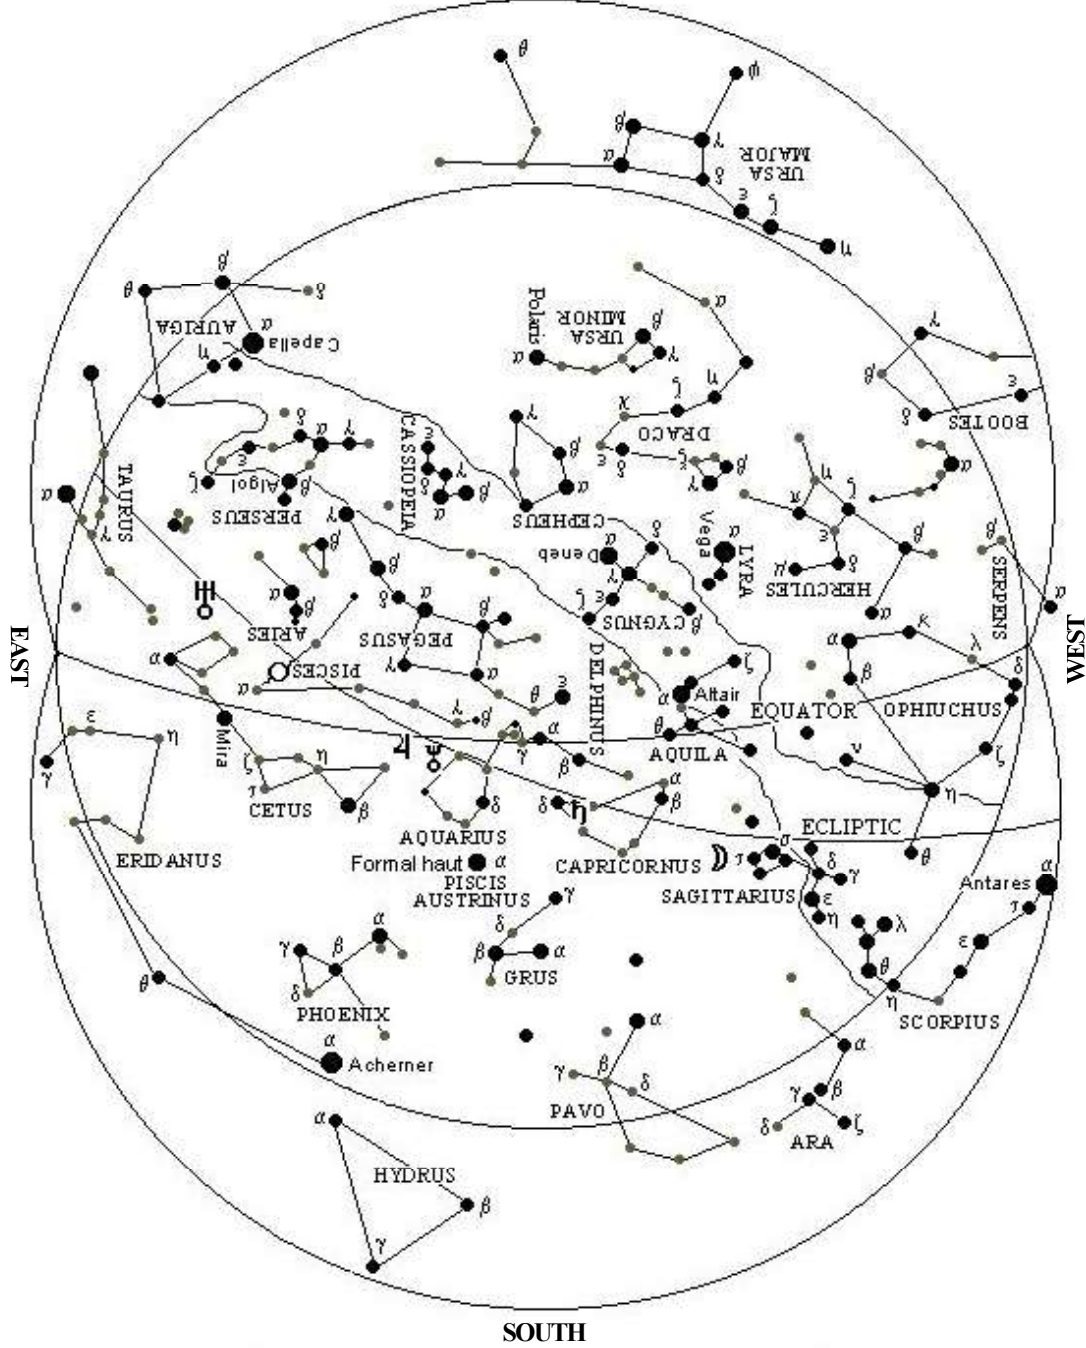 θ
φ
β
γ
α
δ
URSA
MAJOR
ε
ζ
η
θ
β
δ
AURIGA
α
Capella
η
Polaris
α
URSA
MINOR
β
γ
α
η
ζ
χ
DRACO
ε
δ
ξ
β
γ
γ
β
δ
ε
BOOTES
α
TAURUS
α
γ
δ
α
γ
ε
ζ
β
Algol
PERSEUS
CASSIOPEIA
ε
γ
δ
β
α
γ
β
α
CEPHEUS
η
π
ζ
ε
β
μ
δ
HERCULES
α
β
SERPENS
α
γ
β
α
β
ARIES
β
δ
α
β
PEGASUS
γ
α
Deneb
α
δ
γ
ε
ζ
β
CYGNUS
Vega
α
LYRA
♅
EAST
WEST
α
PISCES
α
γ
β
θ
ε
DELPHINUS
ζ
α
Altair
θ
AQUILA
EQUATOR
α
κ
β
λ
δ
OPHIUCHUS
ν
ζ
η
θ
Mira
ε
η
γ
ERIDANUS
ζ
η
τ
β
CETUS
♃
♆
γ
α
β
δ
AQUARIUS
δ
♄
α
β
CAPRICORNUS
ECLIPTIC
☽
τ
σ
δ
γ
SAGITTARIUS
ε
η
Formal haut
α
PISCIS
AUSTRINUS
Antares
α
τ
ε
λ
θ
η
SCORPIUS
γ
δ
β
α
GRUS
α
γ
β
δ
PHOENIX
θ
α
Acherner
α
γ
β
δ
PAVO
α
γ
β
δ
ζ
ARA
α
HYDRUS
β
γ
SOUTH